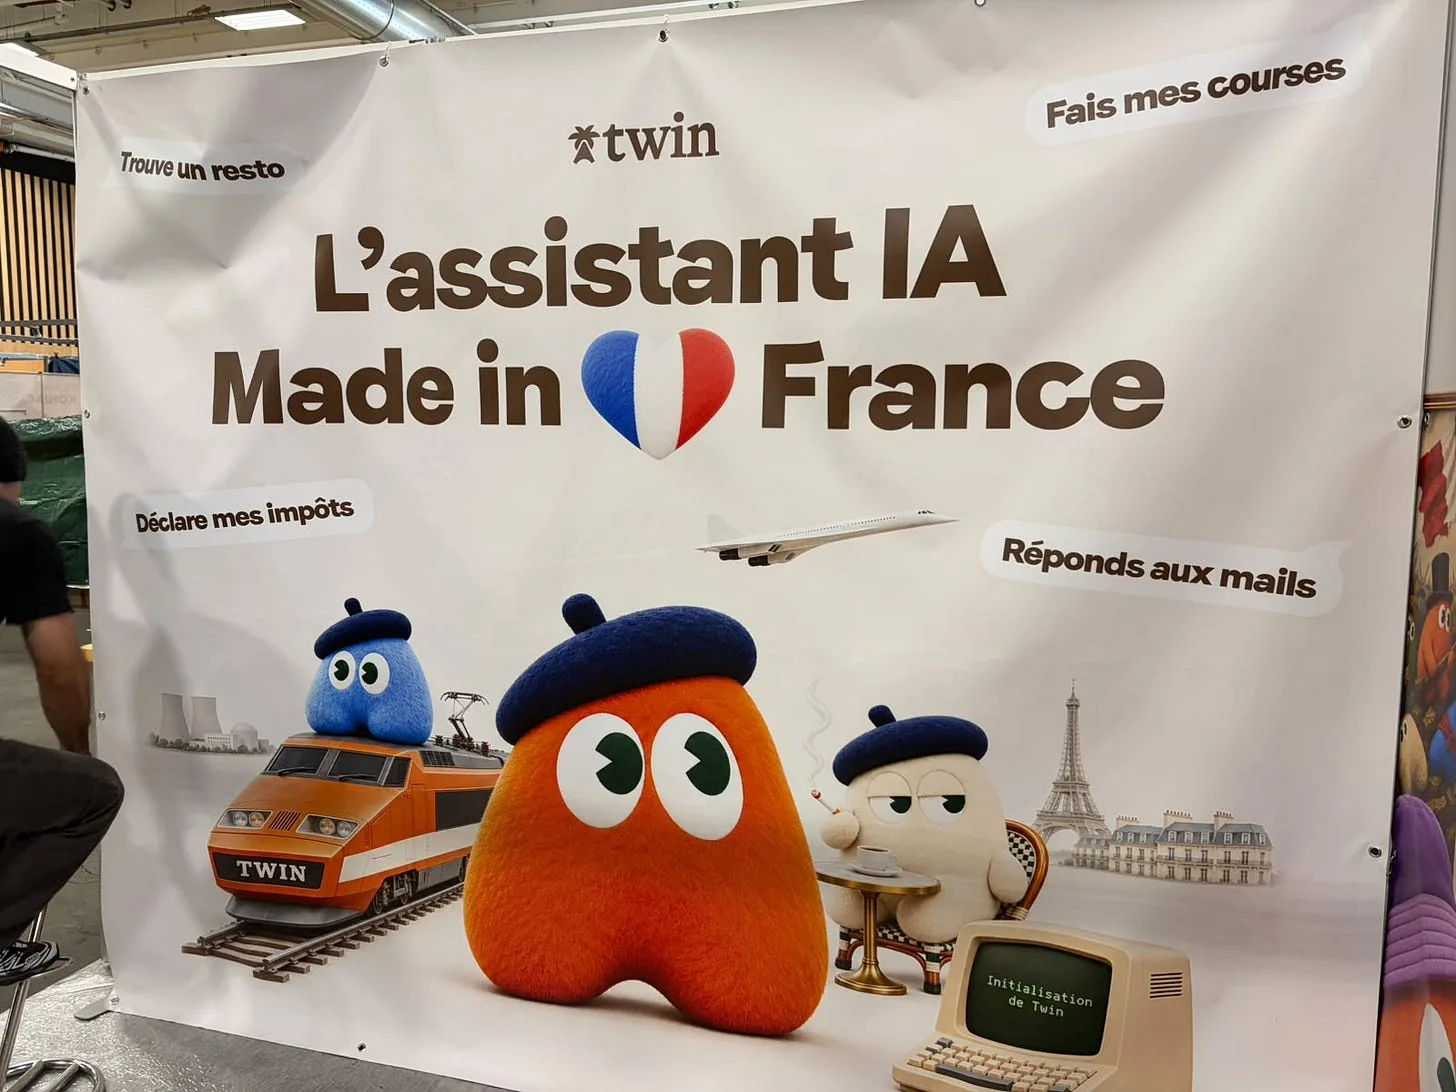 twin
Fais mes courses
Trouve un resto
L'assistant IA
Made in France
Déclare mes impôts
Réponds aux mails
TWIN
Initialisation
de Twin